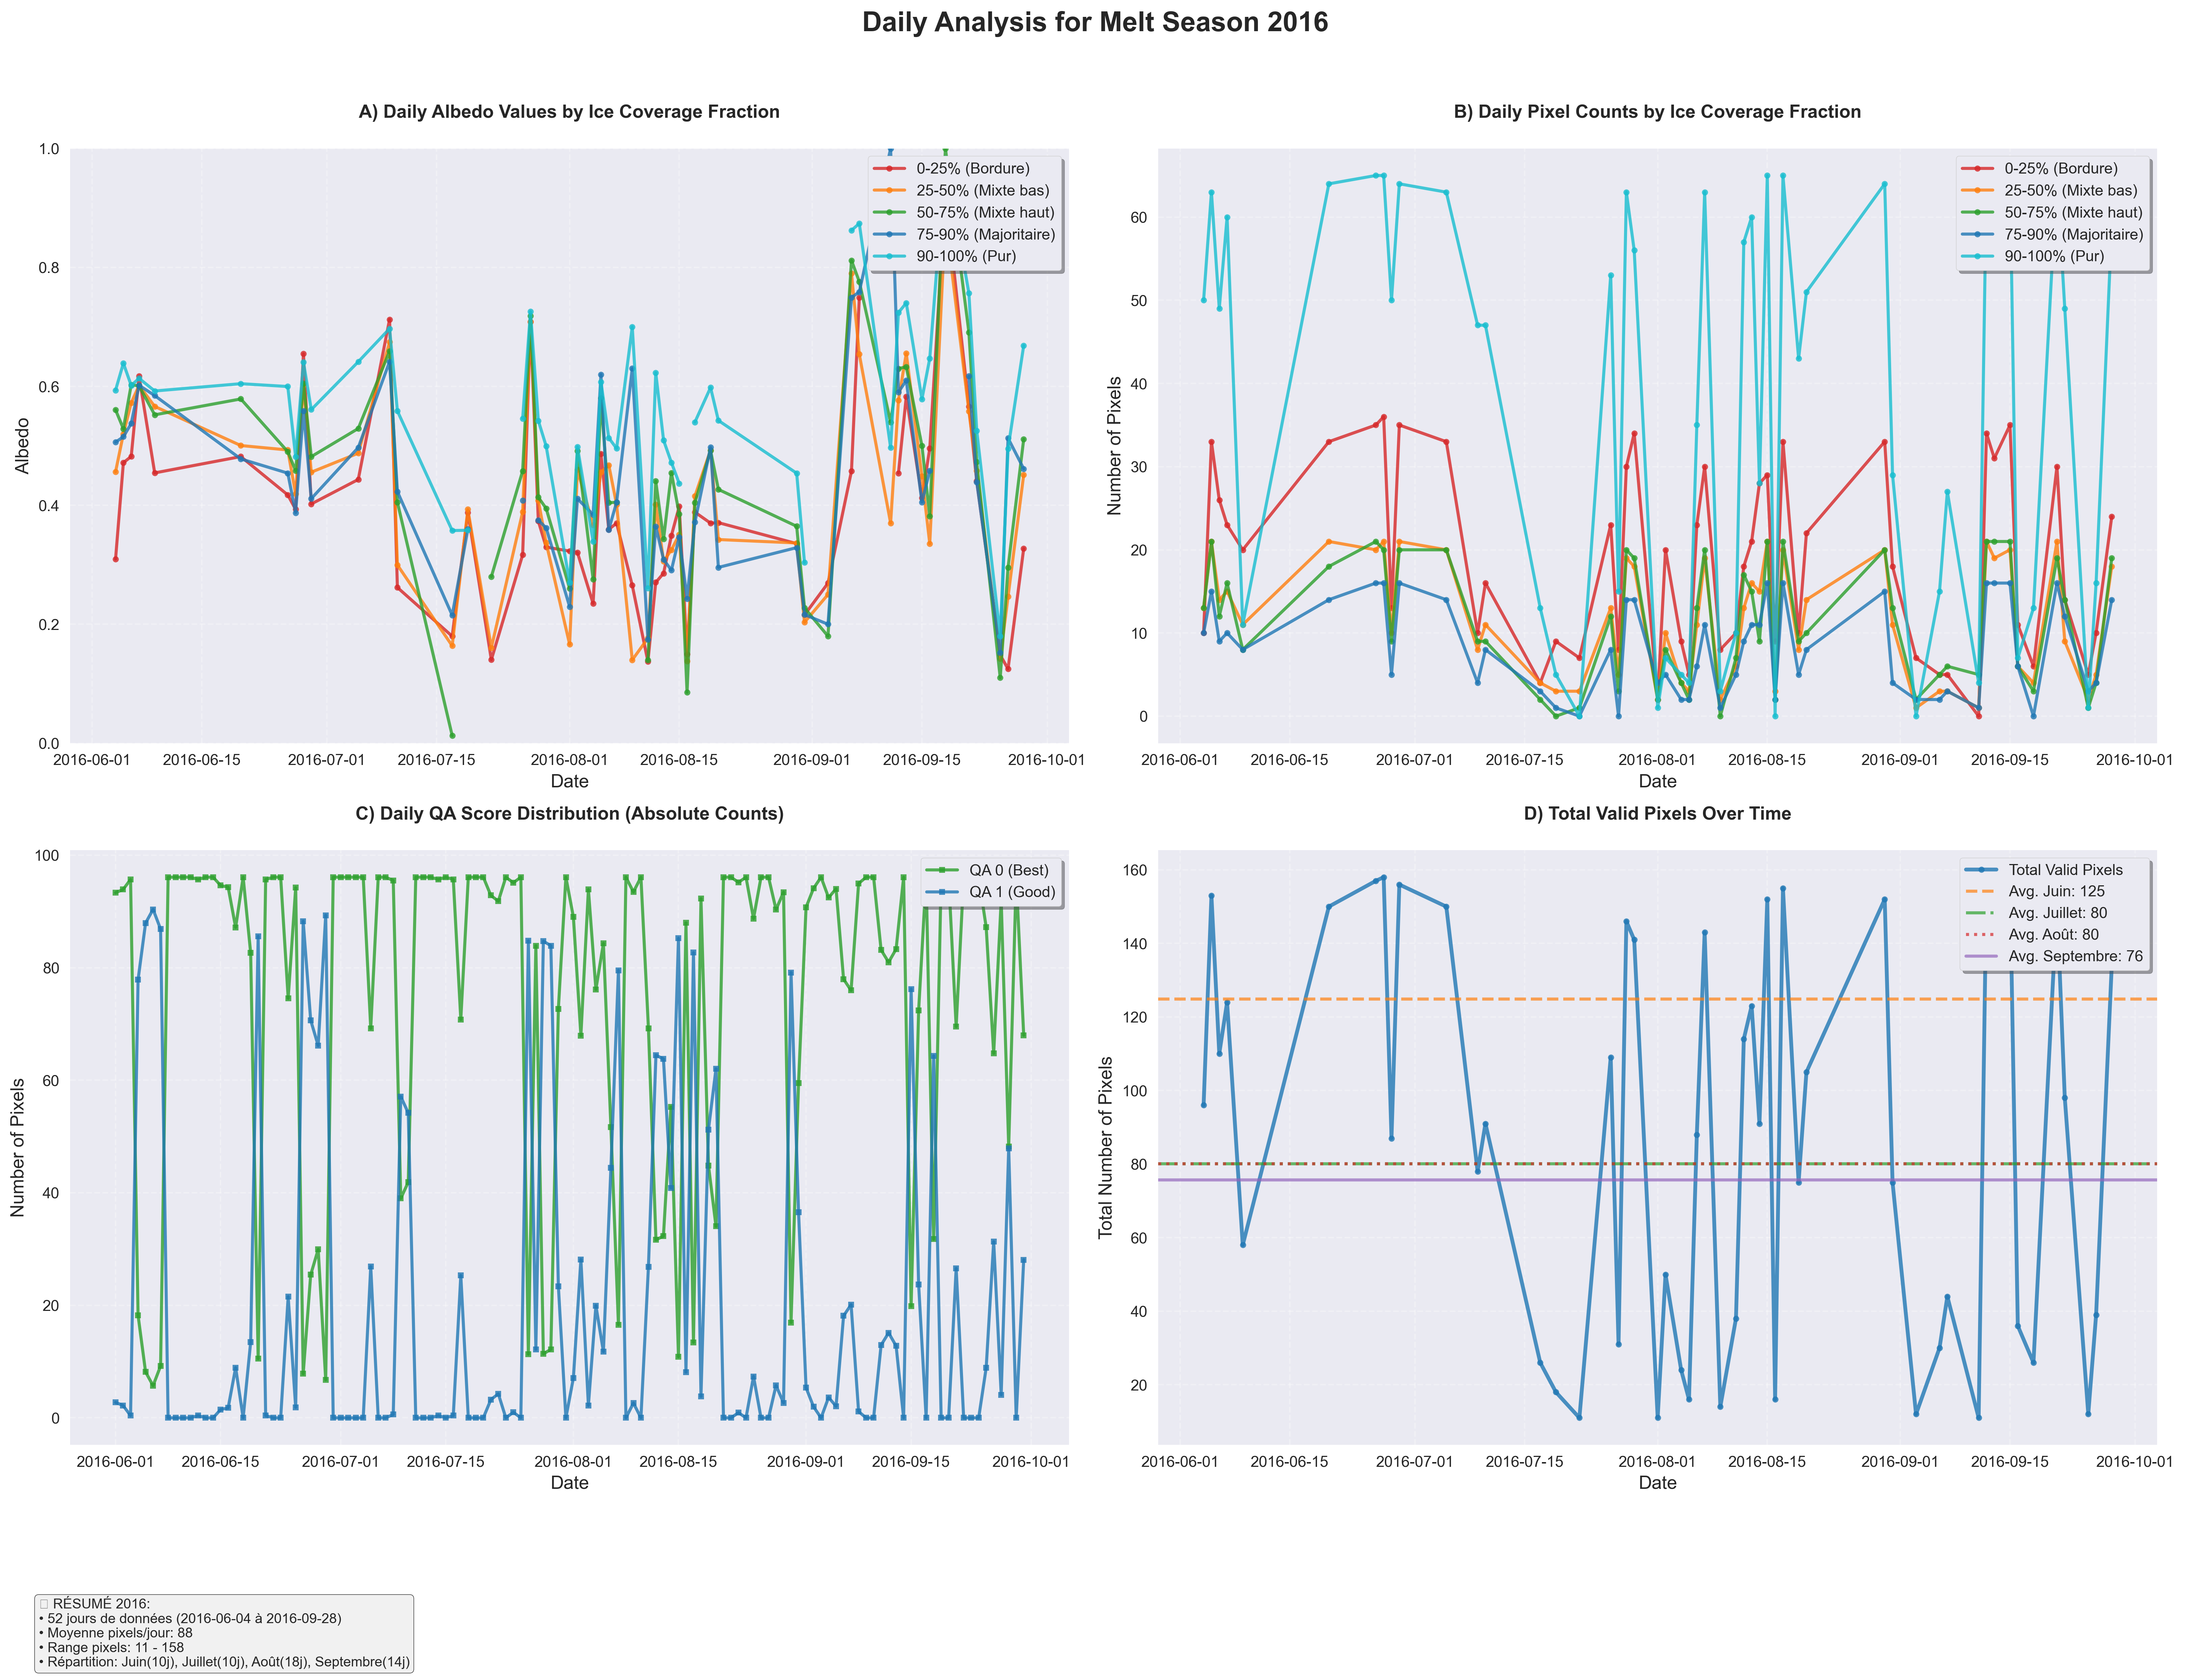 Daily Analysis for Melt Season 2016
A) Daily Albedo Values by Ice Coverage Fraction
1.0
0.8
0.6
0.4
0.2
0.0
Albedo
0-25% (Bordure)
25-50% (Mixte bas)
50-75% (Mixte haut)
75-90% (Majoritaire)
90-100% (Pur)
2016-06-01 2016-06-15 2016-07-01 2016-07-15 2016-08-01 2016-08-15 2016-09-01 2016-09-15 2016-10-01
Date
B) Daily Pixel Counts by Ice Coverage Fraction
60
50
40
30
20
10
0
Number of Pixels
0-25% (Bordure)
25-50% (Mixte bas)
50-75% (Mixte haut)
75-90% (Majoritaire)
90-100% (Pur)
2016-06-01 2016-06-15 2016-07-01 2016-07-15 2016-08-01 2016-08-15 2016-09-01 2016-09-15 2016-10-01
Date
C) Daily QA Score Distribution (Absolute Counts)
100
80
60
40
20
0
Number of Pixels
QA 0 (Best)
QA 1 (Good)
2016-06-01 2016-06-15 2016-07-01 2016-07-15 2016-08-01 2016-08-15 2016-09-01 2016-09-15 2016-10-01
Date
D) Total Valid Pixels Over Time
160
140
120
100
80
60
40
20
Total Number of Pixels
Total Valid Pixels
Avg. Juin: 125
Avg. Juillet: 80
Avg. Août: 80
Avg. Septembre: 76
2016-06-01 2016-06-15 2016-07-01 2016-07-15 2016-08-01 2016-08-15 2016-09-01 2016-09-15 2016-10-01
Date
RÉSUMÉ 2016:
• 52 jours de données (2016-06-04 à 2016-09-28)
• Moyenne pixels/jour: 88
• Range pixels: 11 - 158
• Répartition: Juin(10j), Juillet(10j), Août(18j), Septembre(14j)